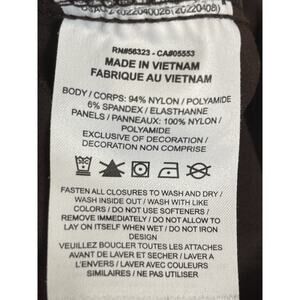 RN#56323 - CA#05553
MADE IN VIETNAM
FABRIQUE AU VIETNAM
BODY / CORPS: 94% NYLON / POLYAMIDE
6% SPANDEX / ELASTHANNE
PANELS / PANNEAUX: 100% NYLON /
POLYAMIDE
EXCLUSIVE OF DECORATION /
DECORATION NON COMPRISE
FASTEN ALL CLOSURES TO WASH AND DRY /
WASH INSIDE OUT / WASH WITH LIKE
COLORS / DO NOT USE SOFTENERS /
REMOVE IMMEDIATELY / DO NOT ALLOW TO
LAY ON ITSELF WHEN WET / DO NOT IRON
DESIGN
VEUILLEZ BOUCLER TOUTES LES ATTACHES
AVANT DE LAVER ET SECHER / LAVER A
L'ENVERS / LAVER AVEC COULEURS
SIMILAIRES / NE PAS UTILISER